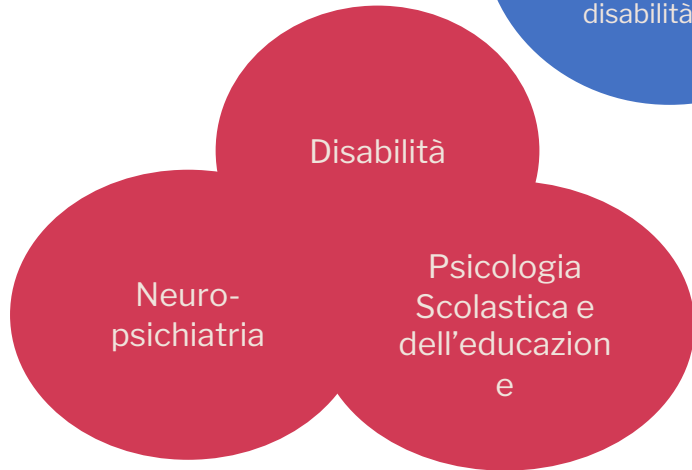 disabilità
Disabilità
Neuro-
psichiatria
Psicologia
Scolastica e
dell’educazion
e